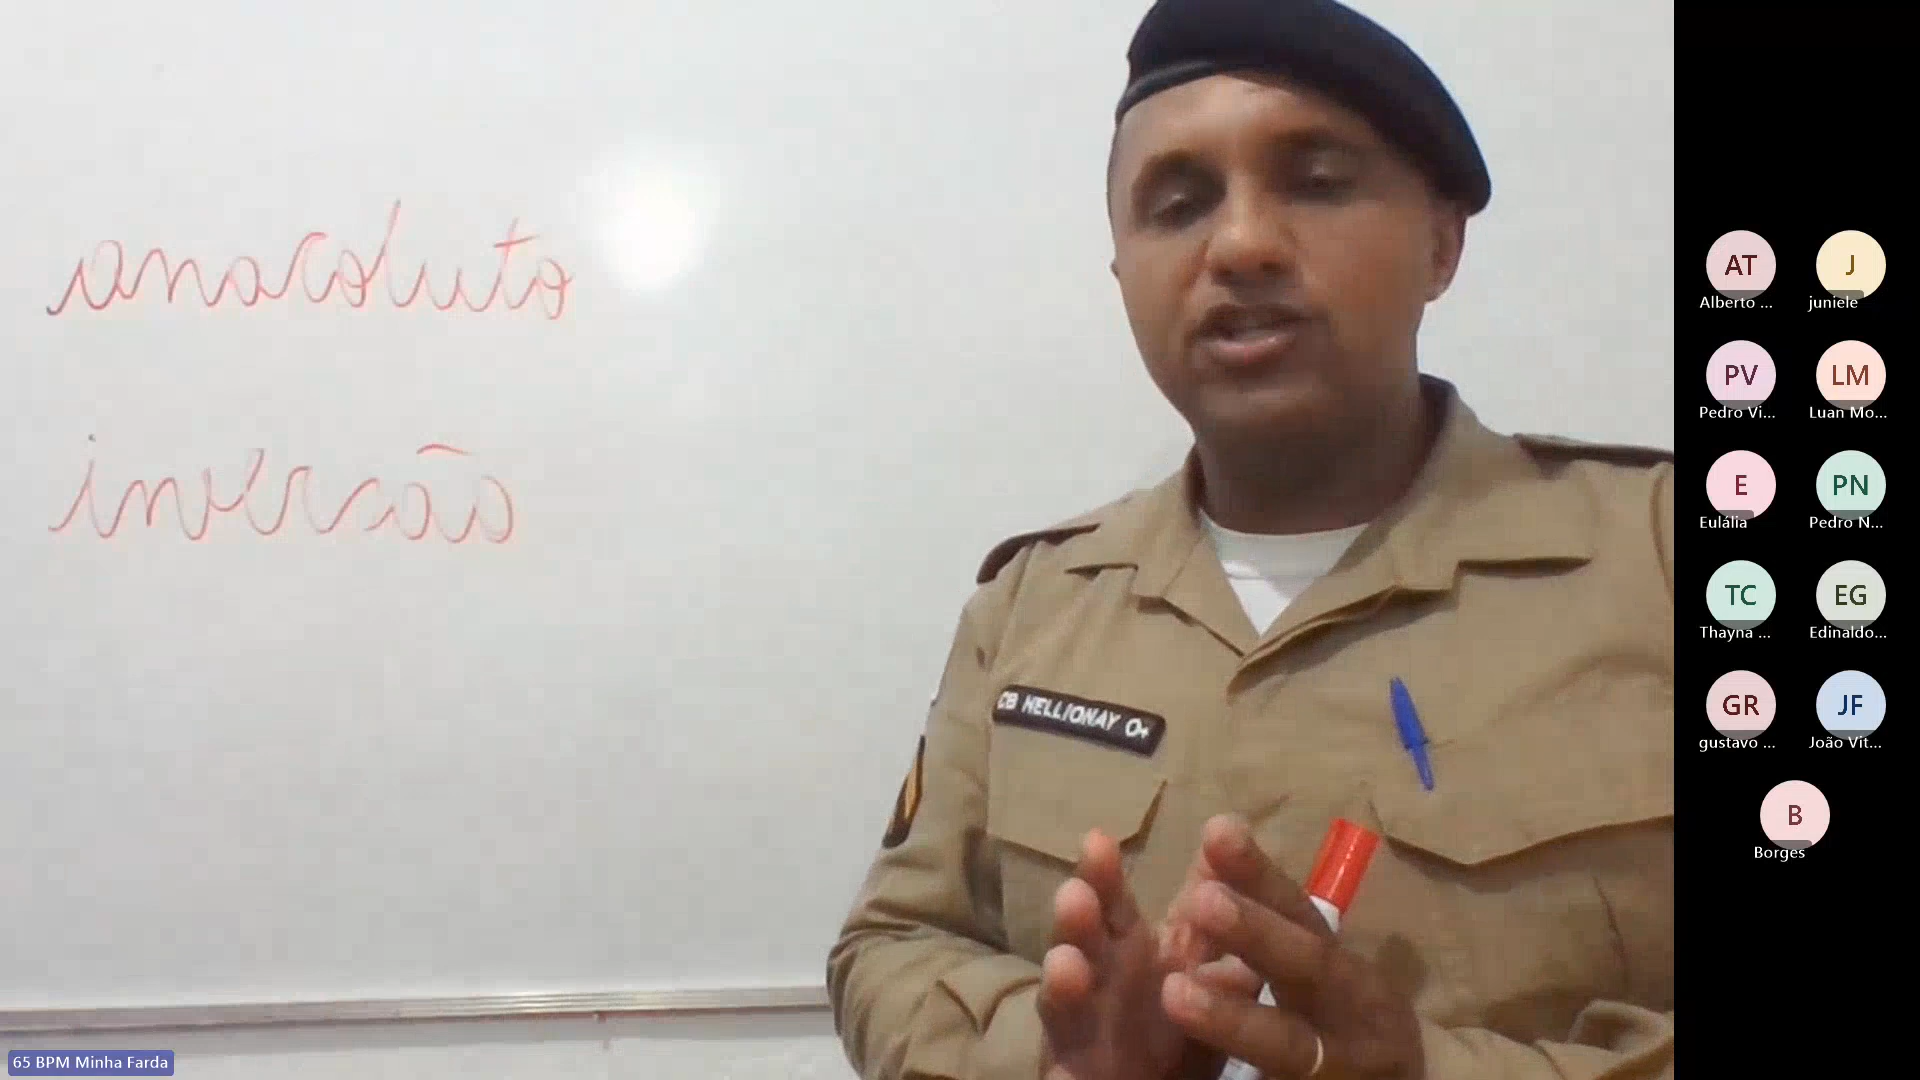 anacoluto
inversão
CB HELLIONAY O+
AT
Alberto ...
J
juniele
PV
Pedro Vi...
LM
Luan Mo...
E
Eulália
PN
Pedro N...
TC
Thayna ...
EG
Edinaldo...
GR
gustavo ...
JF
João Vit...
B
Borges
65 BPM Minha Farda